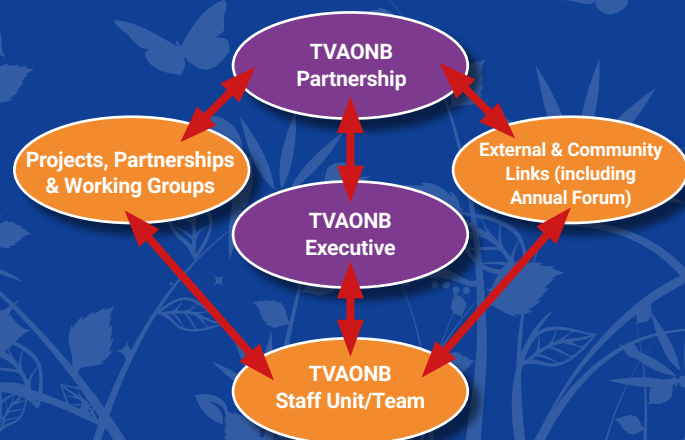 TVAONB
Partnership
Projects, Partnerships
& Working Groups
External & Community
Links (including
Annual Forum)
TVAONB
Executive
TVAONB
Staff Unit/Team